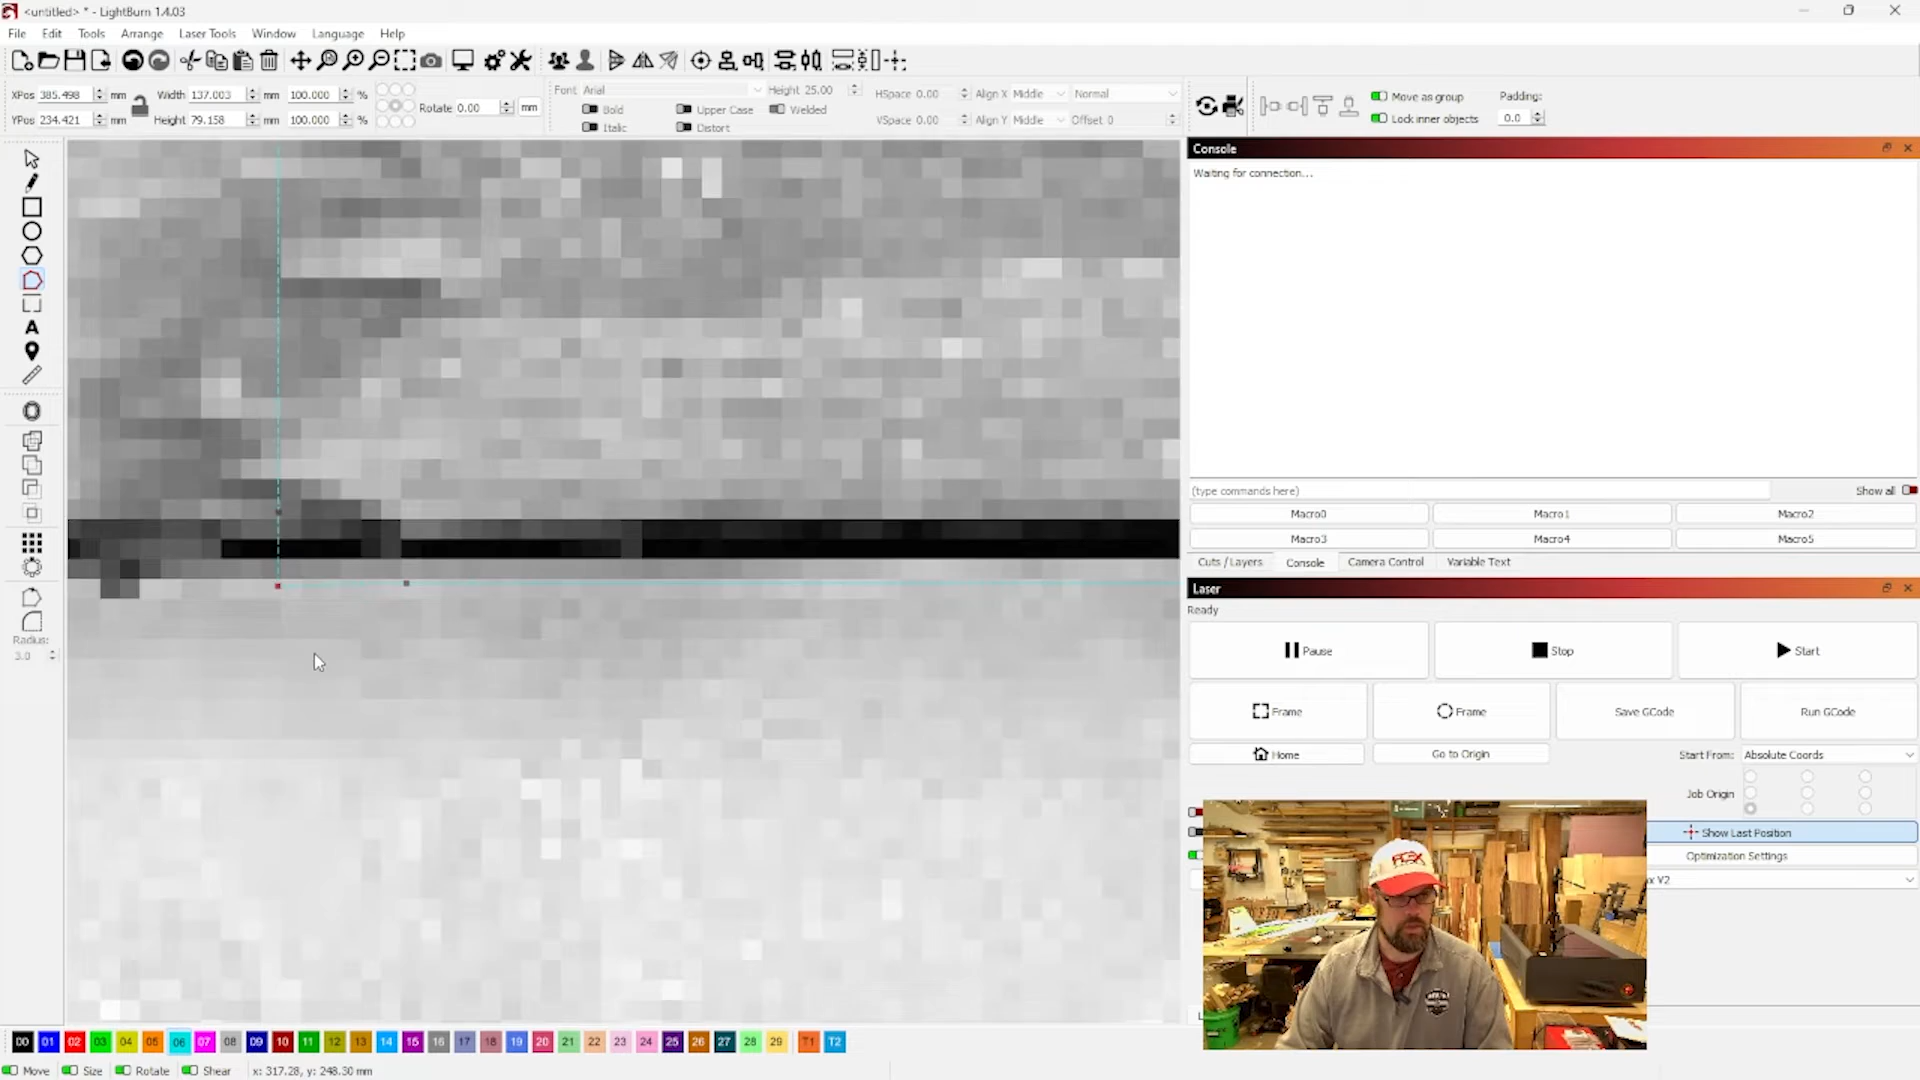 <untitled> * - LightBurn 1.4.03
File Edit Tools Arrange Laser Tools Window Language Help
XPos 385.498 mm Width 137.003 mm 100.000 % Rotate 0.00 mm
YPos 234.421 mm Height 79.158 mm 100.000 %
Font Arial Height 25.00 HSpace 0.00 Align X Middle Normal
Bold Upper Case Welded
Italic Distort VSpace 0.00 Align Y Middle Offset 0
Move as group Padding:
Lock inner objects 0.0
Console
Waiting for connection...
(type commands here) Show all
Macro0 Macro1 Macro2
Macro3 Macro4 Macro5
Cuts / Layers Console Camera Control Variable Text
Laser
Ready
Pause Stop Start
Frame Frame Save GCode Run GCode
Home Go to Origin Start From: Absolute Coords
Job Origin
Show Last Position
Optimization Settings
x V2
A
Radius:
3.0
00 01 02 03 04 05 06 07 08 09 10 11 12 13 14 15 16 17 18 19 20 21 22 23 24 25 26 27 28 29 T1 T2
Move Size Rotate Shear x: 317.28, y: 248.30 mm